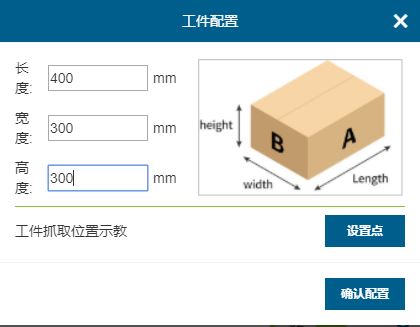 工件配置
长度: 400 mm
宽度: 300 mm
高度: 300 mm
height
B
A
width
Length
工件抓取位置示教
设置点
确认配置